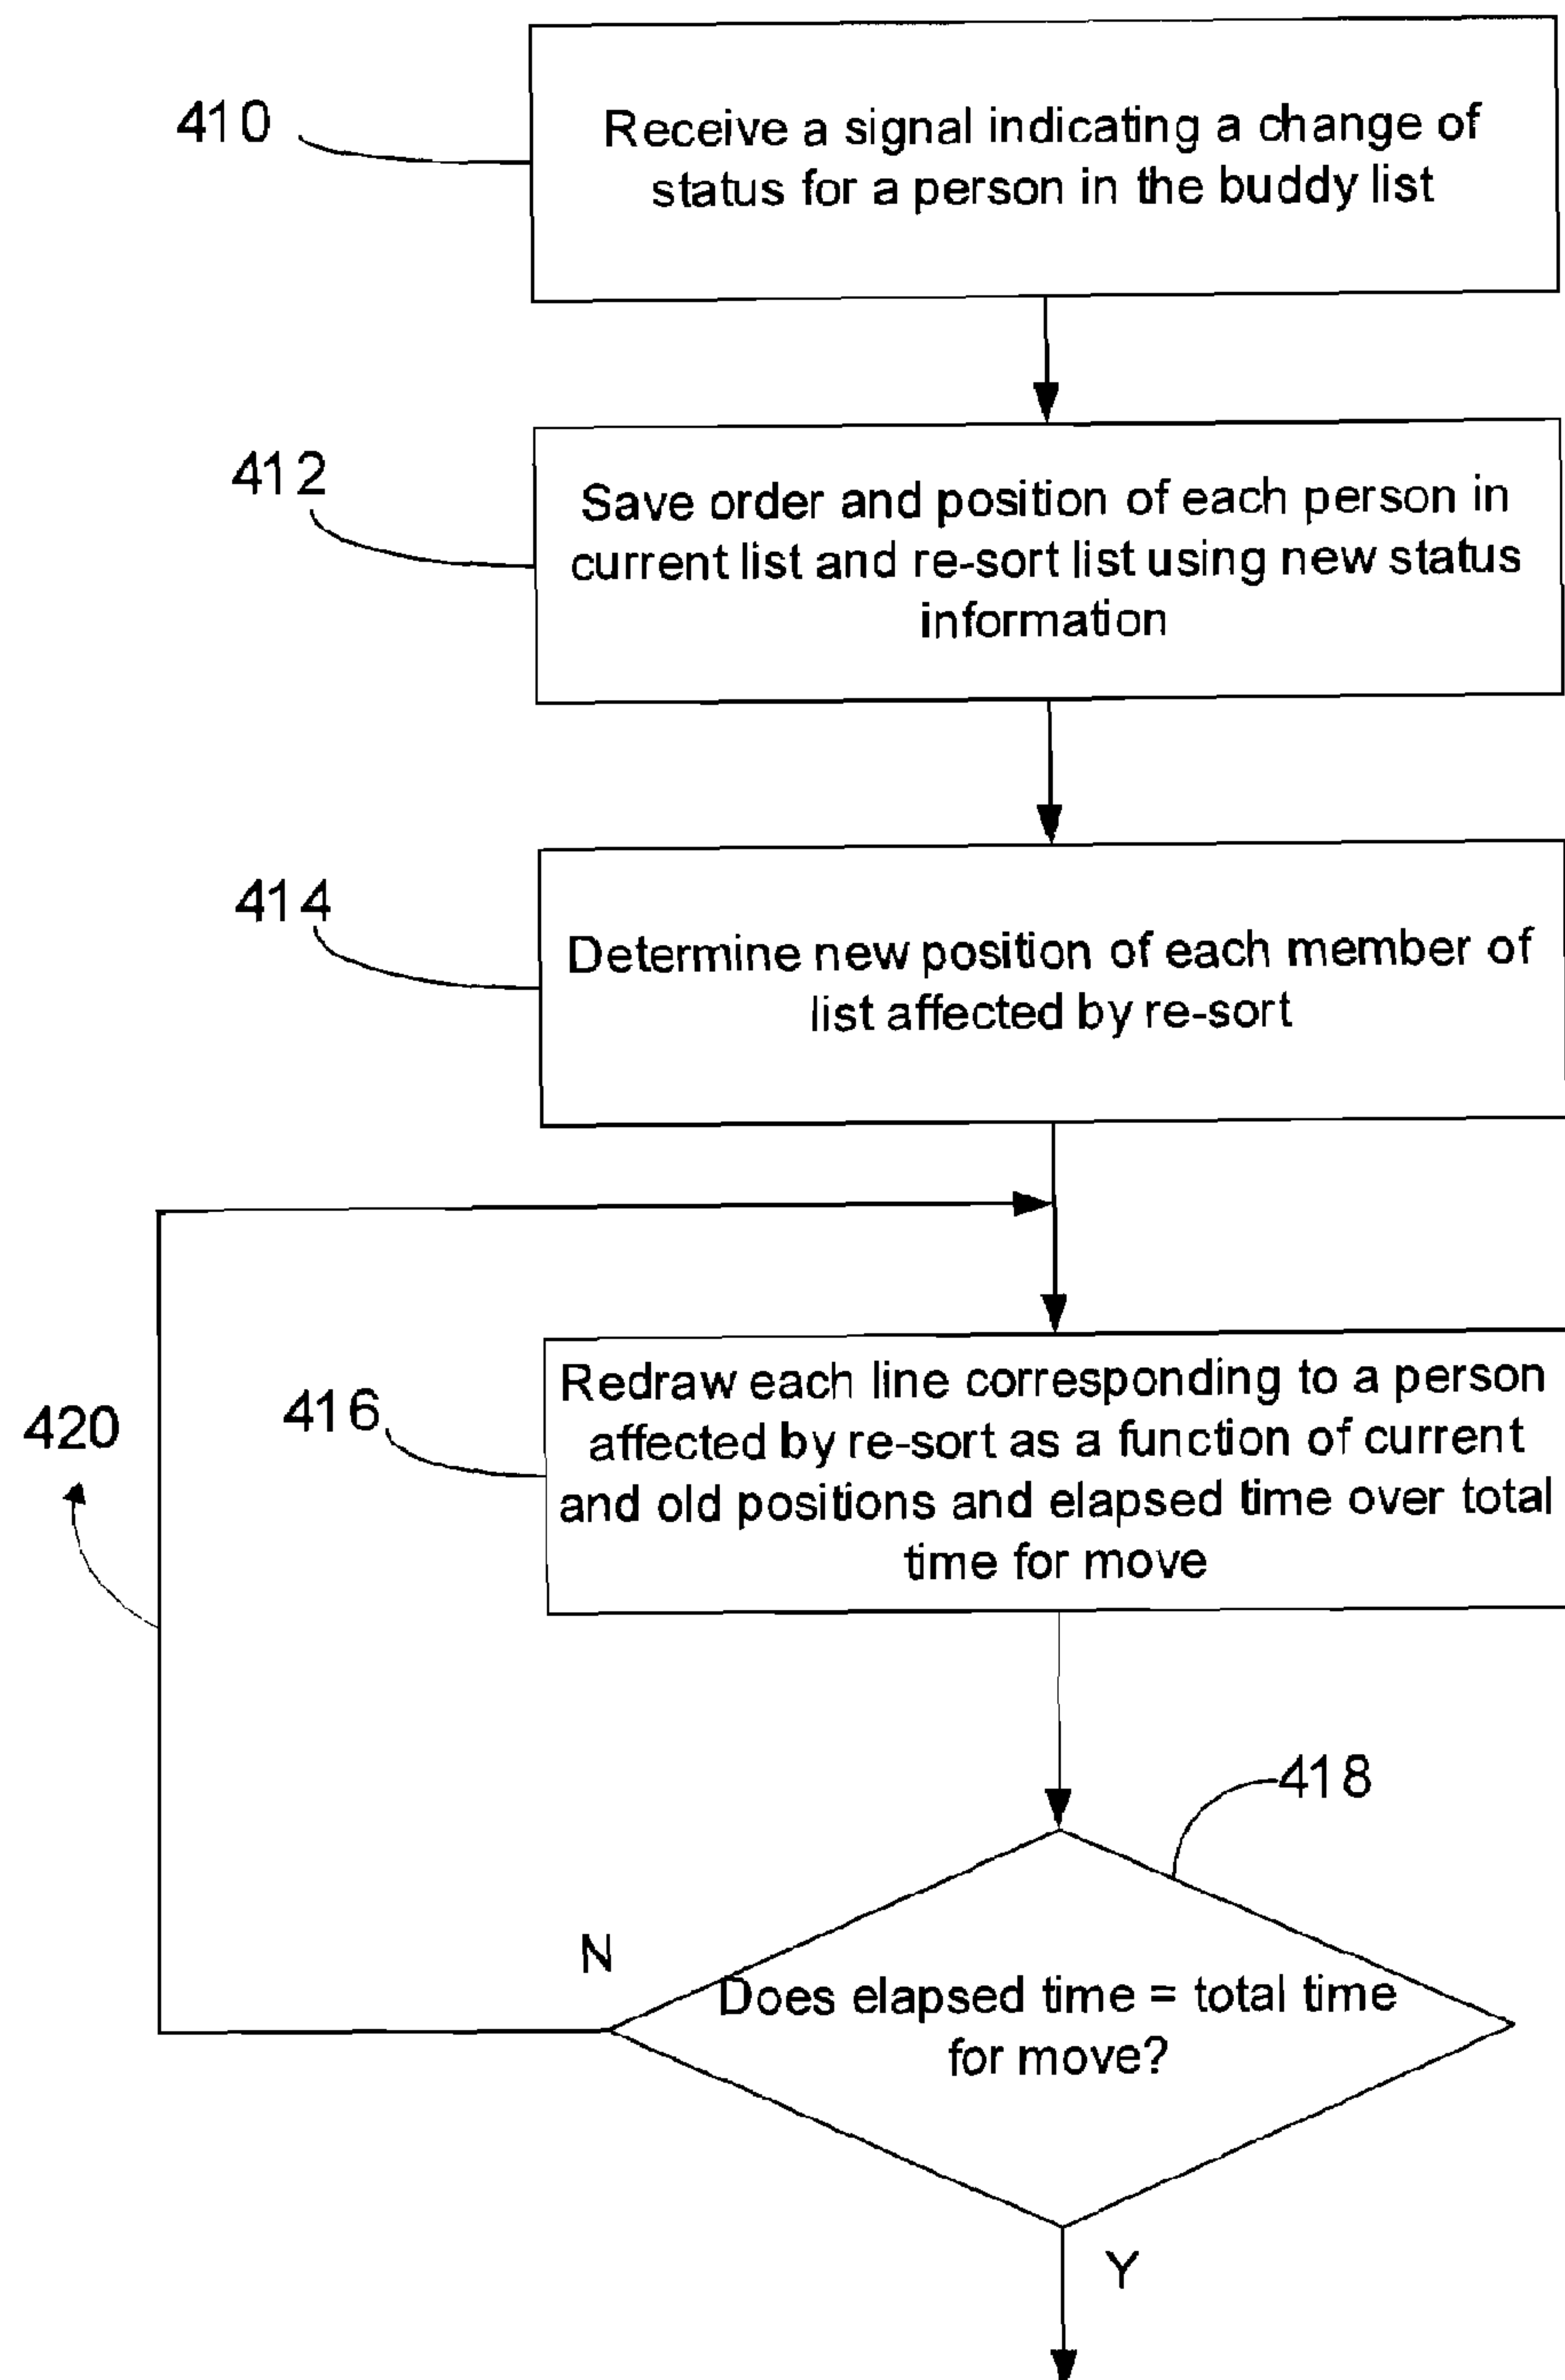 410
Receive a signal indicating a change of
status for a person in the buddy list
412
Save order and position of each person in
current list and re-sort list using new status
information
414
Determine new position of each member of
list affected by re-sort
416
Redraw each line corresponding to a person
affected by re-sort as a function of current
and old positions and elapsed time over total
time for move
420
418
N
Does elapsed time = total time
for move?
Y